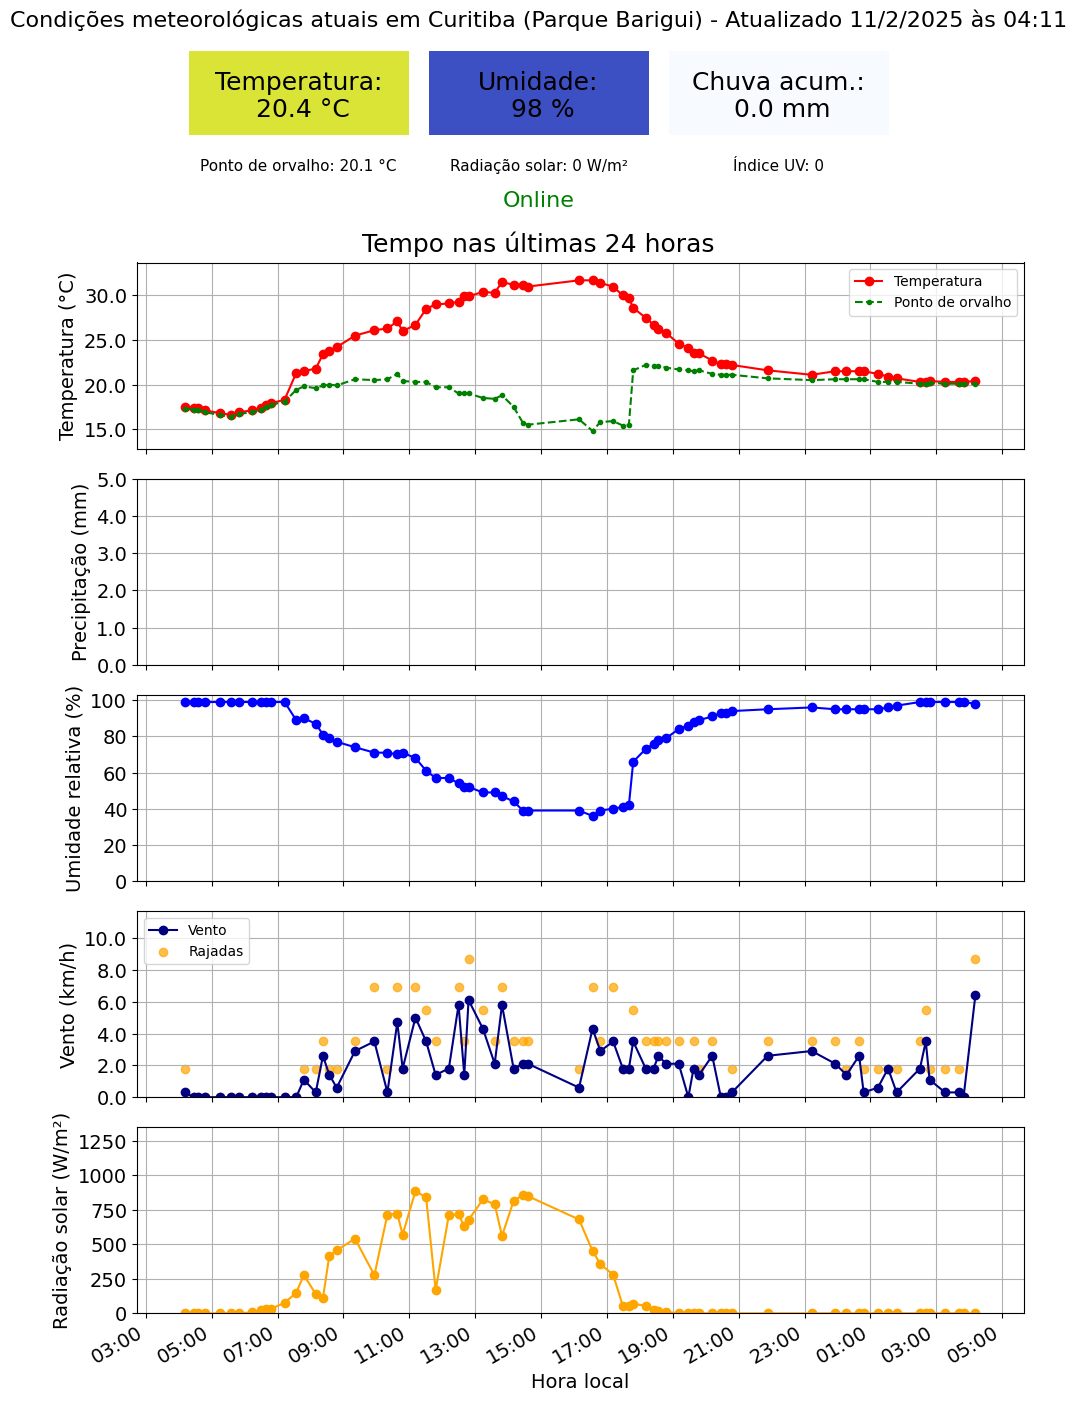 Condições meteorológicas atuais em Curitiba (Parque Barigui) - Atualizado 11/2/2025 às 04:11
Temperatura:
20.4 °C
Umidade:
98 %
Chuva acum.:
0.0 mm
Ponto de orvalho: 20.1 °C
Radiação solar: 0 W/m²
Índice UV: 0
Online
Tempo nas últimas 24 horas
Temperatura (°C)
30.0
25.0
20.0
15.0
Temperatura
Ponto de orvalho
Precipitação (mm)
5.0
4.0
3.0
2.0
1.0
0.0
Umidade relativa (%)
100
80
60
40
20
0
Vento (km/h)
10.0
8.0
6.0
4.0
2.0
0.0
Vento
Rajadas
Radiação solar (W/m²)
1250
1000
750
500
250
0
03:00
05:00
07:00
09:00
11:00
13:00
15:00
17:00
19:00
21:00
23:00
01:00
03:00
05:00
Hora local